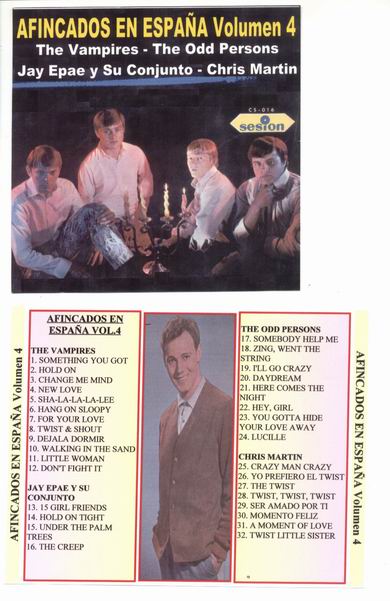 AFINCADOS EN ESPAÑA Volumen 4
The Vampires - The Odd Persons
Jay Epae y Su Conjunto - Chris Martin
CS-016
sesión
AFINCADOS EN ESPAÑA Volumen 4
AFINCADOS EN
ESPAÑA VOL.4
THE VAMPIRES
1. SOMETHING YOU GOT
2. HOLD ON
3. CHANGE ME MIND
4. NEW LOVE
5. SHA-LA-LA-LA-LEE
6. HANG ON SLOOPY
7. FOR YOUR LOVE
8. TWIST & SHOUT
9. DEJALA DORMIR
10. WALKING IN THE SAND
11. LITTLE WOMAN
12. DON'T FIGHT IT
JAY EPAE Y SU
CONJUNTO
13. 15 GIRL FRIENDS
14. HOLD ON TIGHT
15. UNDER THE PALM
TREES
16. THE CREEP
THE ODD PERSONS
17. SOMEBODY HELP ME
18. ZING, WENT THE
STRING
19. I'LL GO CRAZY
20. DAYDREAM
21. HERE COMES THE
NIGHT
22. HEY, GIRL
23. YOU GOTTA HIDE
YOUR LOVE AWAY
24. LUCILLE
CHRIS MARTIN
25. CRAZY MAN CRAZY
26. YO PREFIERO EL TWIST
27. THE TWIST
28. TWIST, TWIST, TWIST
29. SER AMADO POR TI
30. MOMENTO FELIZ
31. A MOMENT OF LOVE
32. TWIST LITTLE SISTER
AFINCADOS EN ESPAÑA Volumen 4